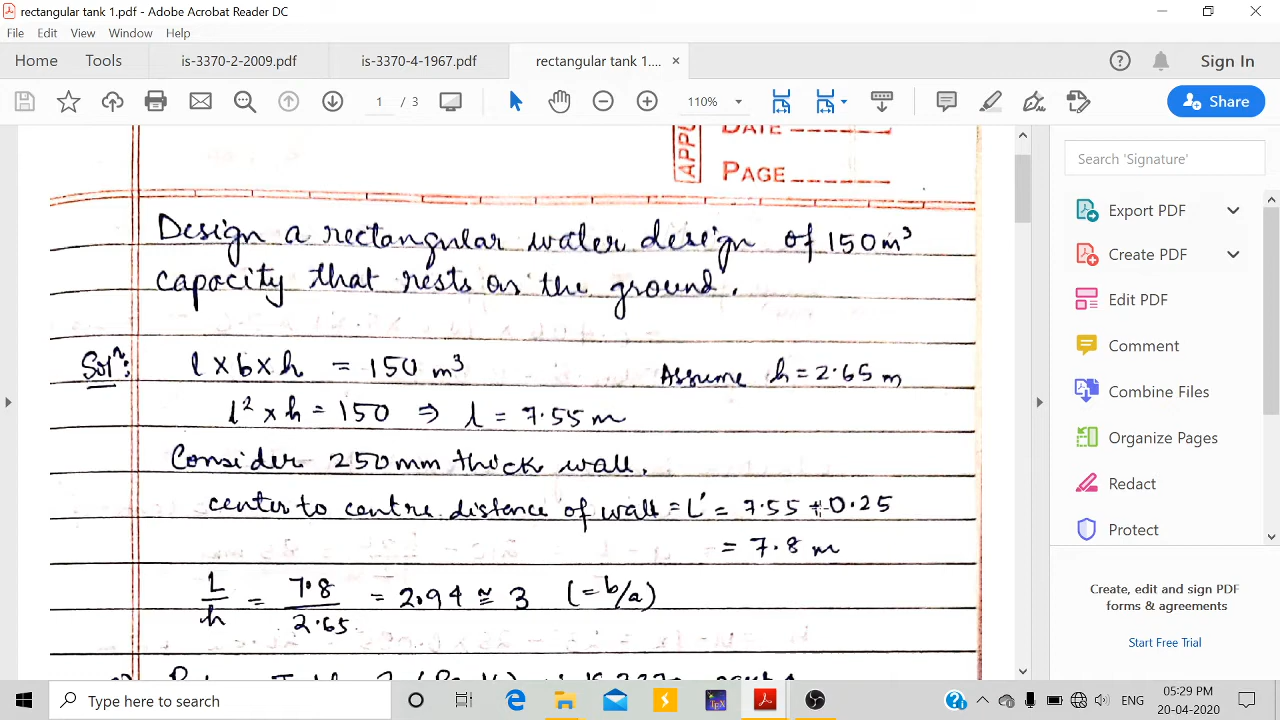 rectangular tank 1.pdf - Adobe Acrobat Reader DC
File Edit View Window Help
Home Tools is-3370-2-2009.pdf is-3370-4-1967.pdf rectangular tank 1.... × Sign In
1 / 3 110% Share
DATE
APPU
PAGE
Design a rectangular water design of 150m³
capacity that rests on the ground.
Solⁿ: l x b x h = 150 m³ Assume h = 2.65 m
l² x h = 150 ⇒ l = 7.55 m
Consider 250mm thick wall.
center to centre distance of wall = L' = 7.55 + 0.25
= 7.8 m
L/h = 7.8/2.65 = 2.94 ≅ 3 (= b/a)
Search 'Signature'
Export PDF
Create PDF
Edit PDF
Comment
Combine Files
Organize Pages
Redact
Protect
Create, edit and sign PDF
forms & agreements
Start Free Trial
Type here to search
ENG
05:29 PM
20-04-2020